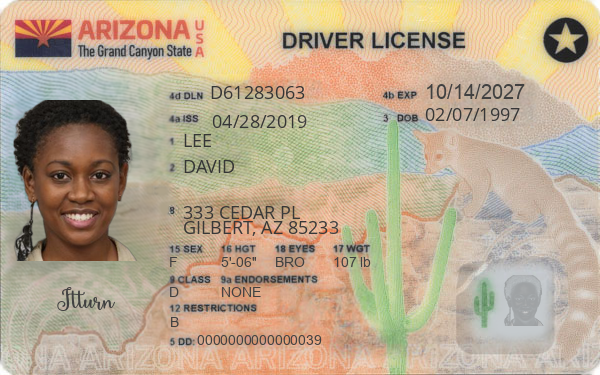 ARIZONA USA
The Grand Canyon State
DRIVER LICENSE
4d DLN D61283063
4b EXP 10/14/2027
4a ISS 04/28/2019
3 DOB 02/07/1997
1 LEE
2 DAVID
8 333 CEDAR PL
GILBERT, AZ 85233
15 SEX 16 HGT 18 EYES 17 WGT
F 5'-06" BRO 107 lb
9 CLASS 9a ENDORSEMENTS
D NONE
12 RESTRICTIONS
B
5 DD: 0000000000000039
Jtturn
ARIZONA ARIZONA ARIZONA ARIZONA